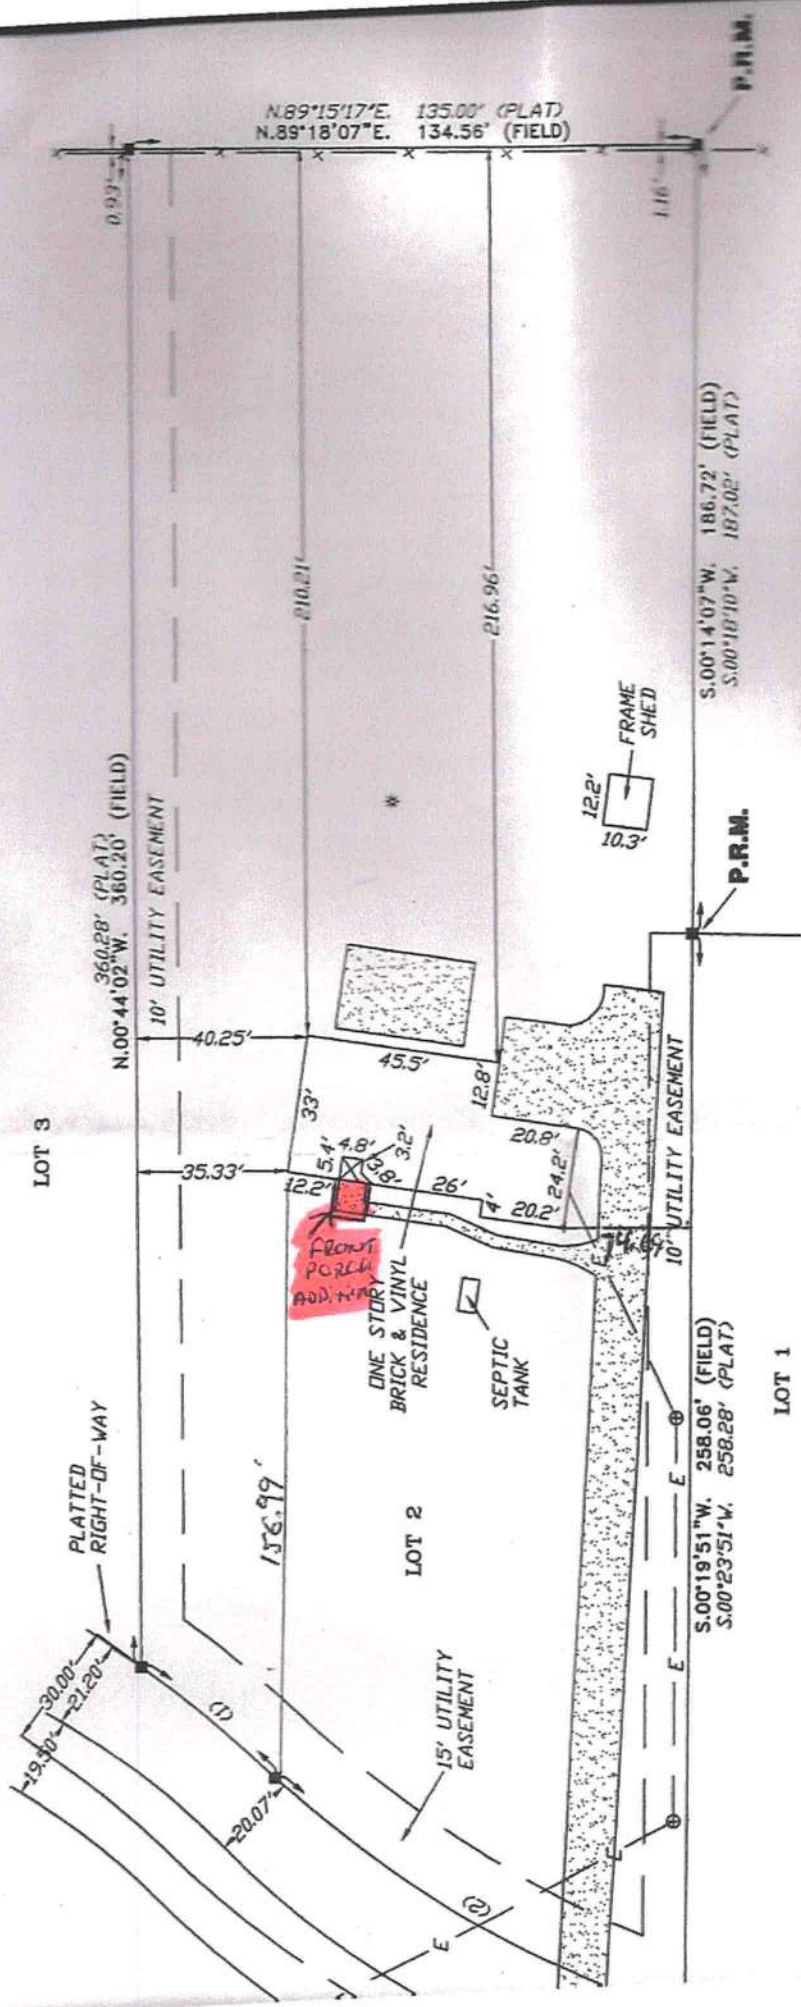 N.89°15'17"E. 135.00' (PLAT)
N.89°18'07"E. 134.56' (FIELD)
P.R.M.
0.93'
1.16'
210.21'
216.96'
S.00°14'07"W. 186.72' (FIELD)
S.00°18'10"W. 187.02' (PLAT)
FRAME
SHED
12.2'
10.3'
P.R.M.
360.28' (PLAT)
N.00°44'02"W. 360.20' (FIELD)
10' UTILITY EASEMENT
LOT 3
40.25'
45.5'
33'
12.8'
20.8'
24.2'
35.33'
5.4'
4.8'
3.2'
3.8'
12.2'
26'
4'
20.2'
10' UTILITY EASEMENT
FRONT
PORCH
ADDITION
ONE STORY
BRICK & VINYL
RESIDENCE
SEPTIC
TANK
S.00°19'51"W. 258.06' (FIELD)
S.00°23'51"W. 258.28' (PLAT)
LOT 1
PLATTED
RIGHT-OF-WAY
LOT 2
30.00'
21.20'
19.50'
20.07'
(1)
(2)
15' UTILITY
EASEMENT
E
E
E
E